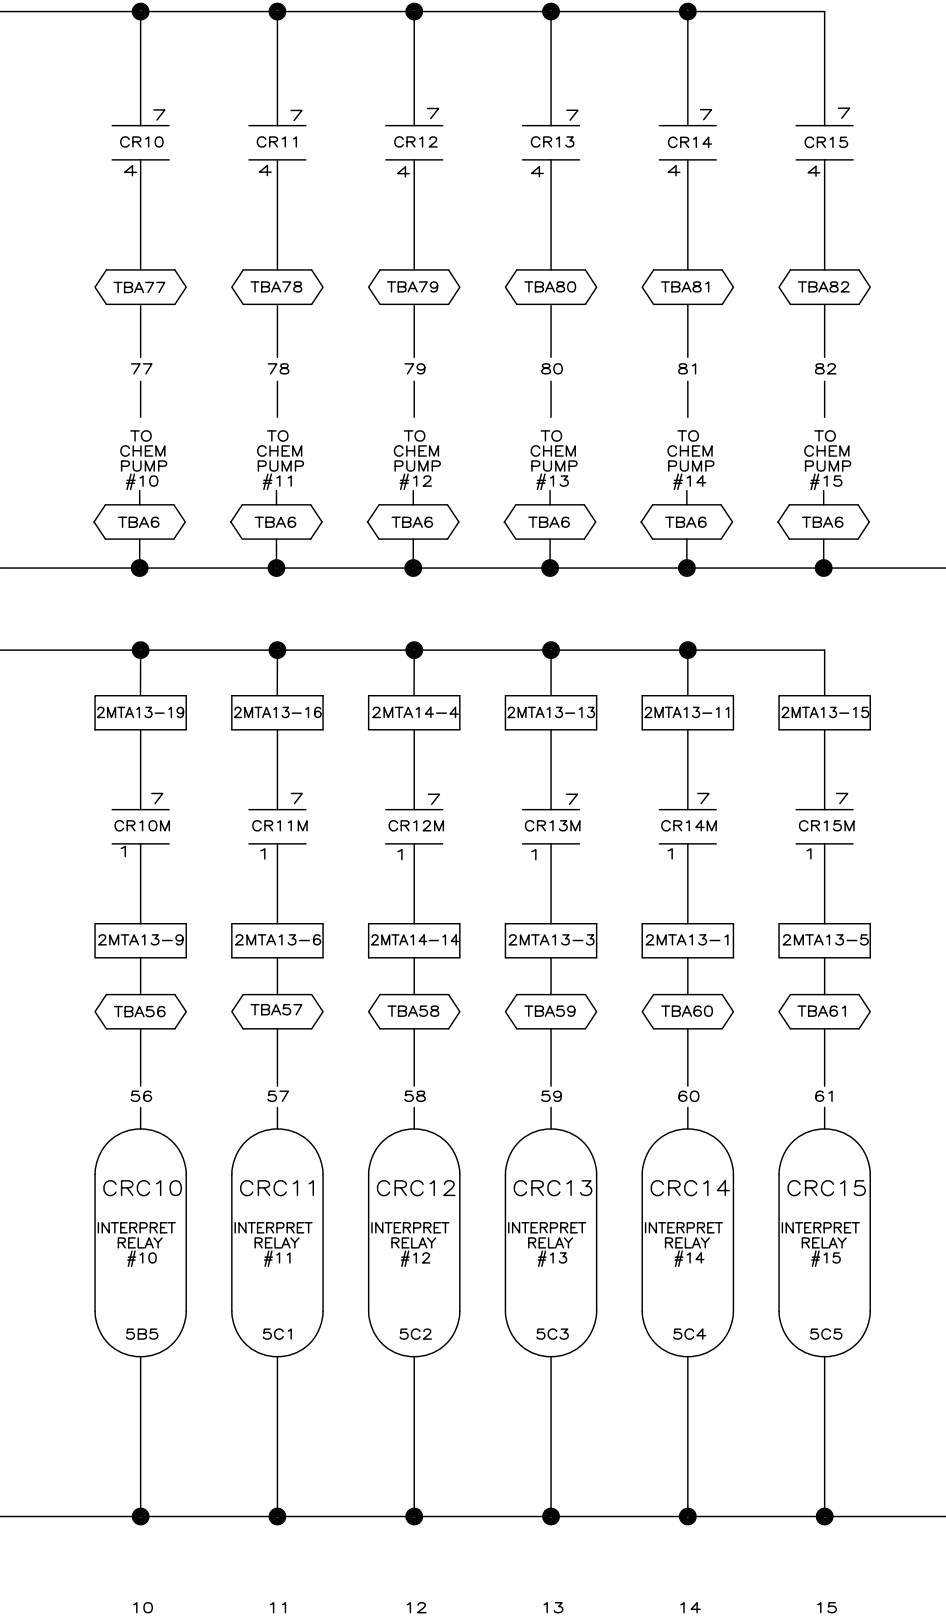 7 7 7 7 7 7
CR10 CR11 CR12 CR13 CR14 CR15
4 4 4 4 4 4
TBA77 TBA78 TBA79 TBA80 TBA81 TBA82
77 78 79 80 81 82
TO TO TO TO TO TO
CHEM CHEM CHEM CHEM CHEM CHEM
PUMP PUMP PUMP PUMP PUMP PUMP
#10 #11 #12 #13 #14 #15
TBA6 TBA6 TBA6 TBA6 TBA6 TBA6
2MTA13-19 2MTA13-16 2MTA14-4 2MTA13-13 2MTA13-11 2MTA13-15
7 7 7 7 7 7
CR10M CR11M CR12M CR13M CR14M CR15M
1 1 1 1 1 1
2MTA13-9 2MTA13-6 2MTA14-14 2MTA13-3 2MTA13-1 2MTA13-5
TBA56 TBA57 TBA58 TBA59 TBA60 TBA61
56 57 58 59 60 61
CRC10 CRC11 CRC12 CRC13 CRC14 CRC15
INTERPRET INTERPRET INTERPRET INTERPRET INTERPRET INTERPRET
RELAY RELAY RELAY RELAY RELAY RELAY
#10 #11 #12 #13 #14 #15
5B5 5C1 5C2 5C3 5C4 5C5
10 11 12 13 14 15